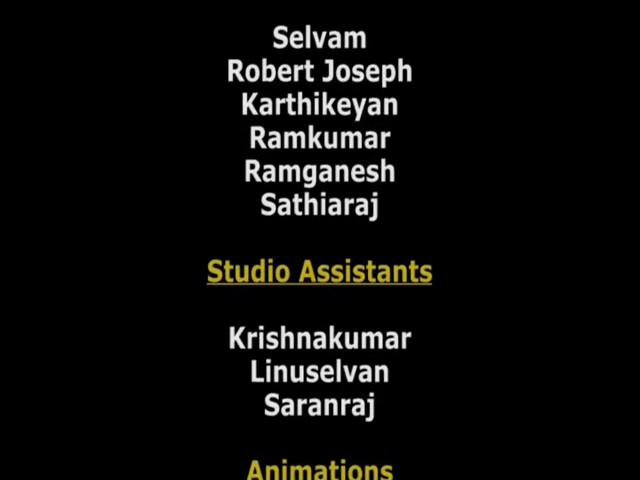 Selvam
Robert Joseph
Karthikeyan
Ramkumar
Ramganesh
Sathiaraj
Studio Assistants
Krishnakumar
Linuselvan
Saranraj
Animations